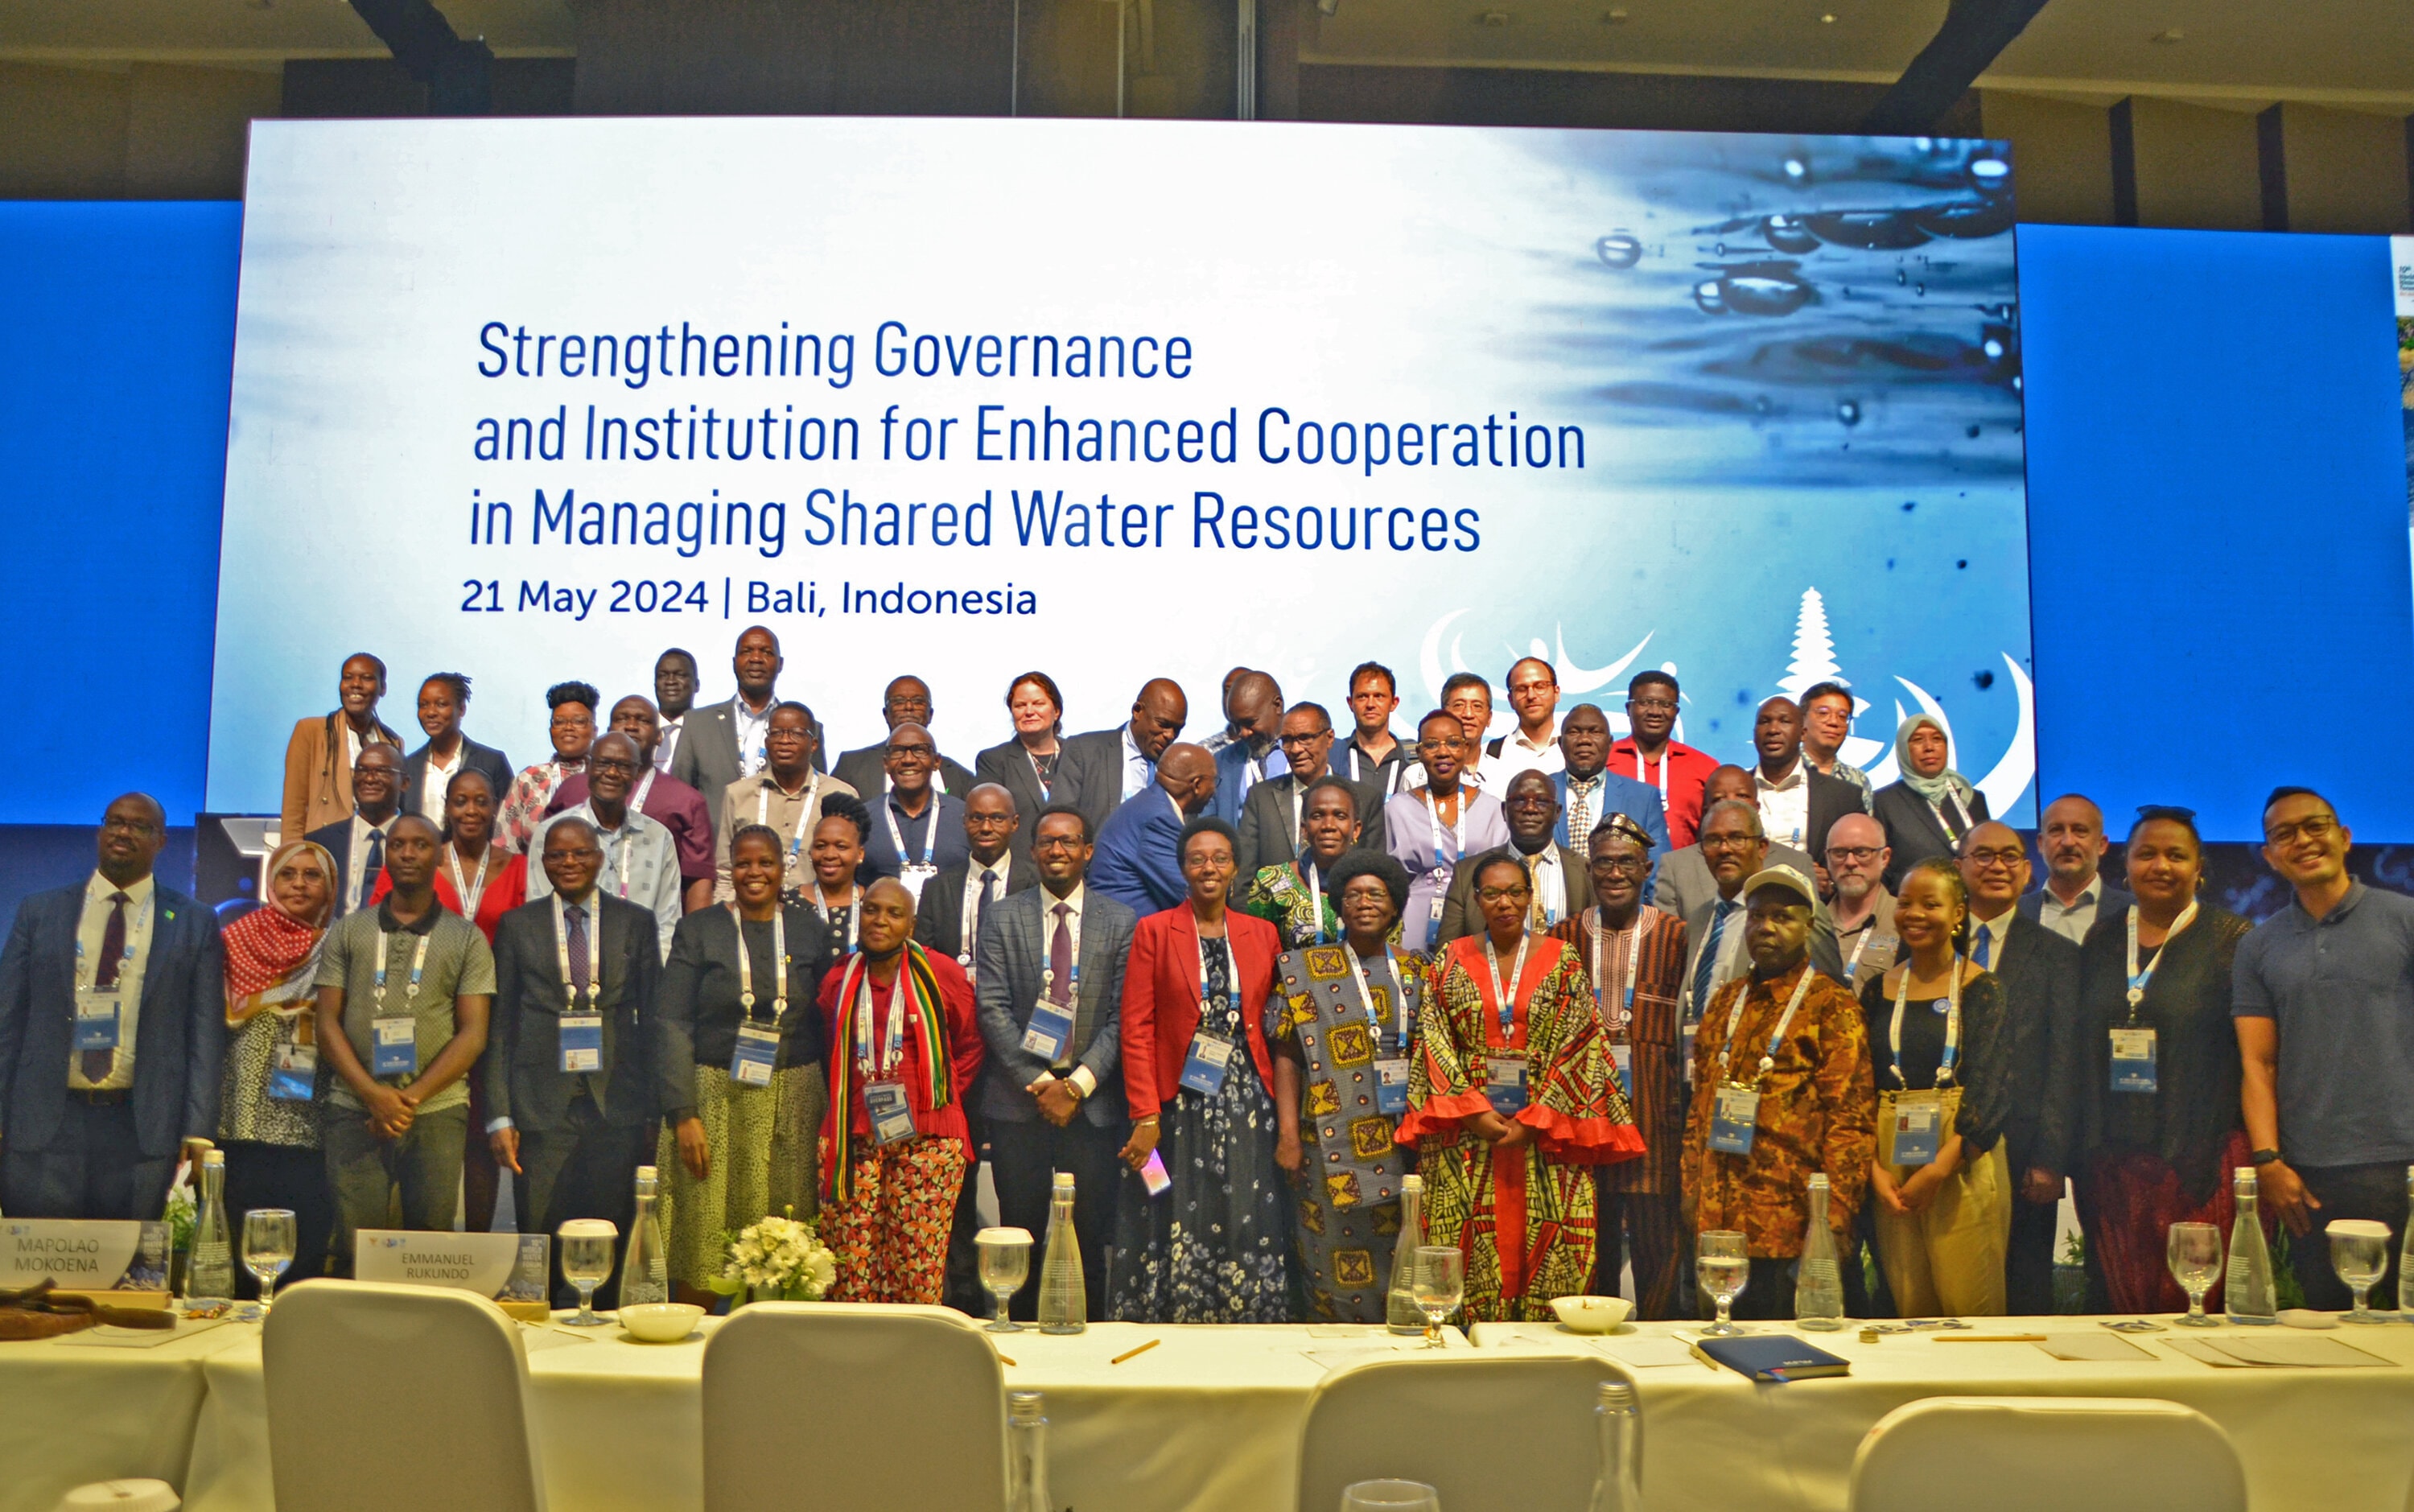 Strengthening Governance
and Institution for Enhanced Cooperation
in Managing Shared Water Resources
21 May 2024 | Bali, Indonesia
MAPOLAO
MOKOENA
EMMANUEL
RUKUNDO